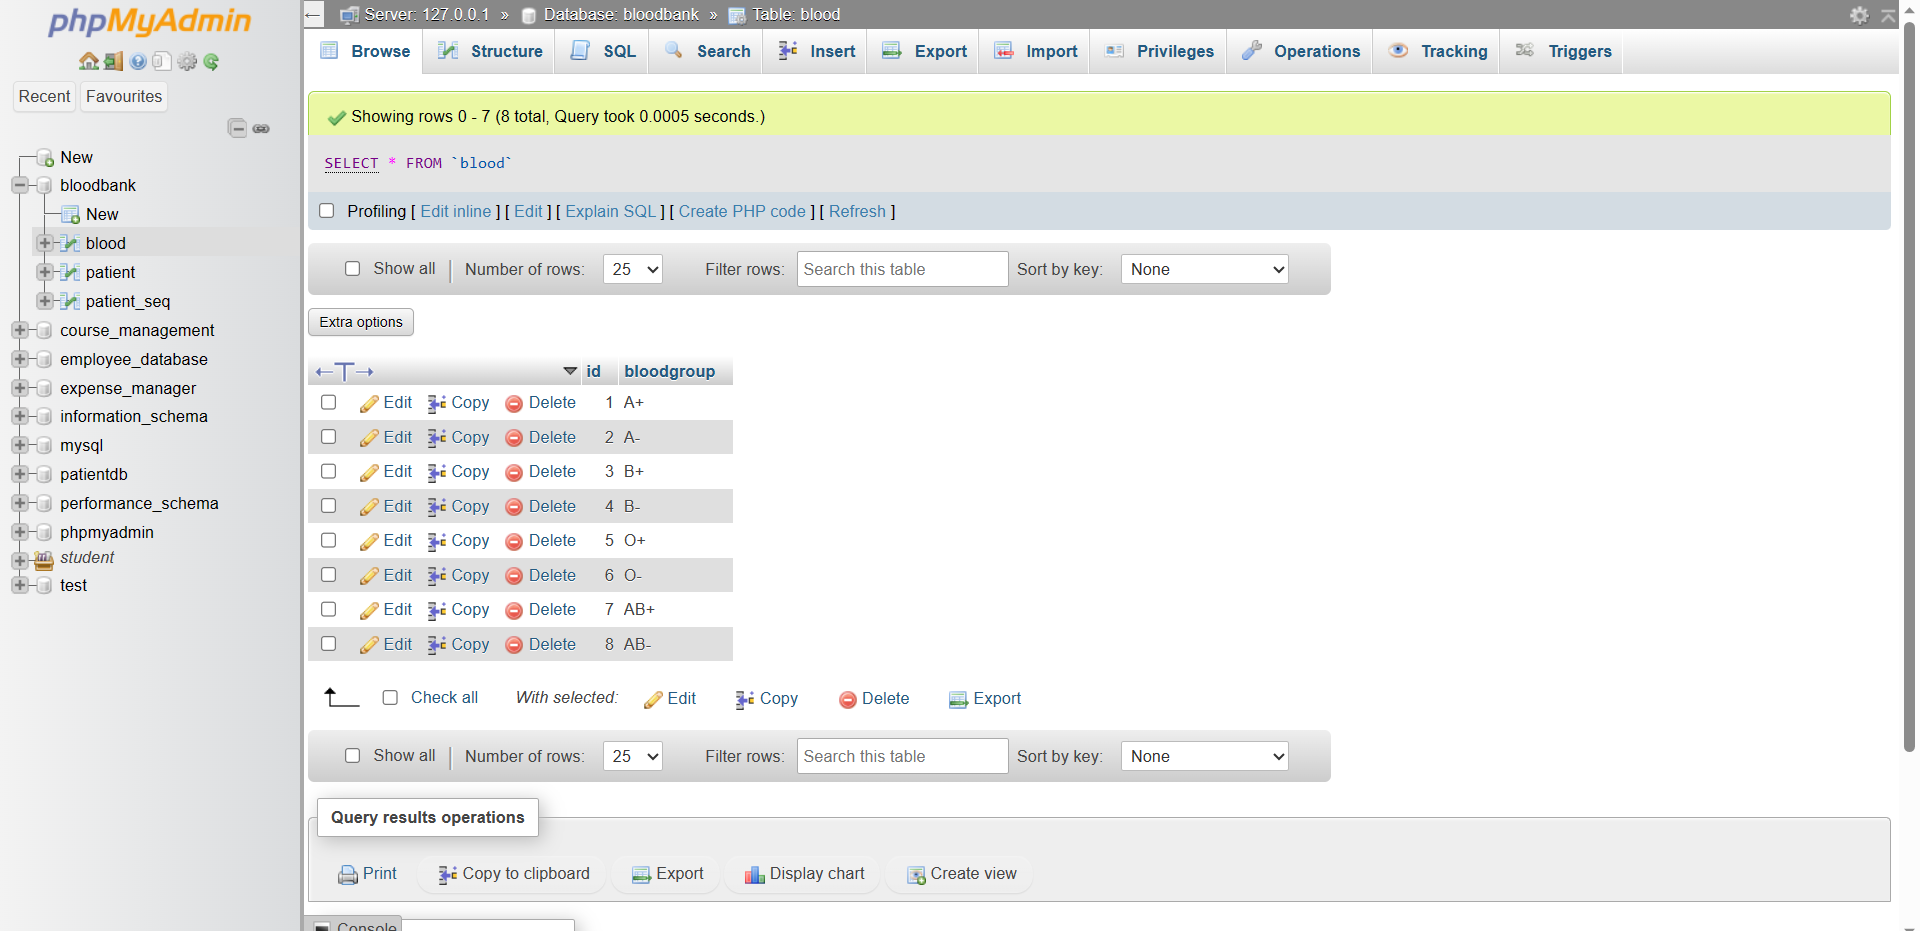 phpMyAdmin
Recent Favourites
New
bloodbank
New
blood
patient
patient_seq
course_management
employee_database
expense_manager
information_schema
mysql
patientdb
performance_schema
phpmyadmin
student
test
Server: 127.0.0.1 » Database: bloodbank » Table: blood
Browse Structure SQL Search Insert Export Import Privileges Operations Tracking Triggers
Showing rows 0 - 7 (8 total, Query took 0.0005 seconds.)
SELECT * FROM `blood`
Profiling [ Edit inline ] [ Edit ] [ Explain SQL ] [ Create PHP code ] [ Refresh ]
Show all | Number of rows: 25 Filter rows: Search this table Sort by key: None
Extra options
←T→ id bloodgroup
Edit Copy Delete 1 A+
Edit Copy Delete 2 A-
Edit Copy Delete 3 B+
Edit Copy Delete 4 B-
Edit Copy Delete 5 O+
Edit Copy Delete 6 O-
Edit Copy Delete 7 AB+
Edit Copy Delete 8 AB-
Check all With selected: Edit Copy Delete Export
Show all | Number of rows: 25 Filter rows: Search this table Sort by key: None
Query results operations
Print Copy to clipboard Export Display chart Create view
Console